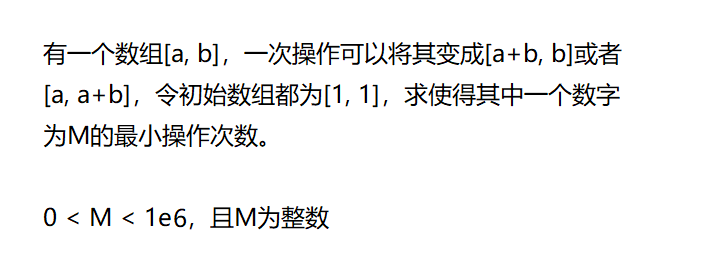 有一个数组[a, b]，一次操作可以将其变成[a+b, b]或者
[a, a+b]，令初始数组都为[1, 1]，求使得其中一个数字
为M的最小操作次数。
0 < M < 1e6，且M为整数